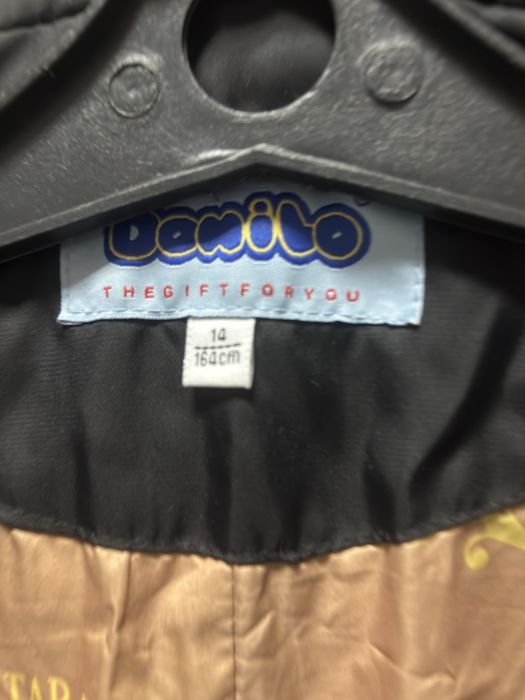 Danilo
THEGIFTFORYOU
14
164cm